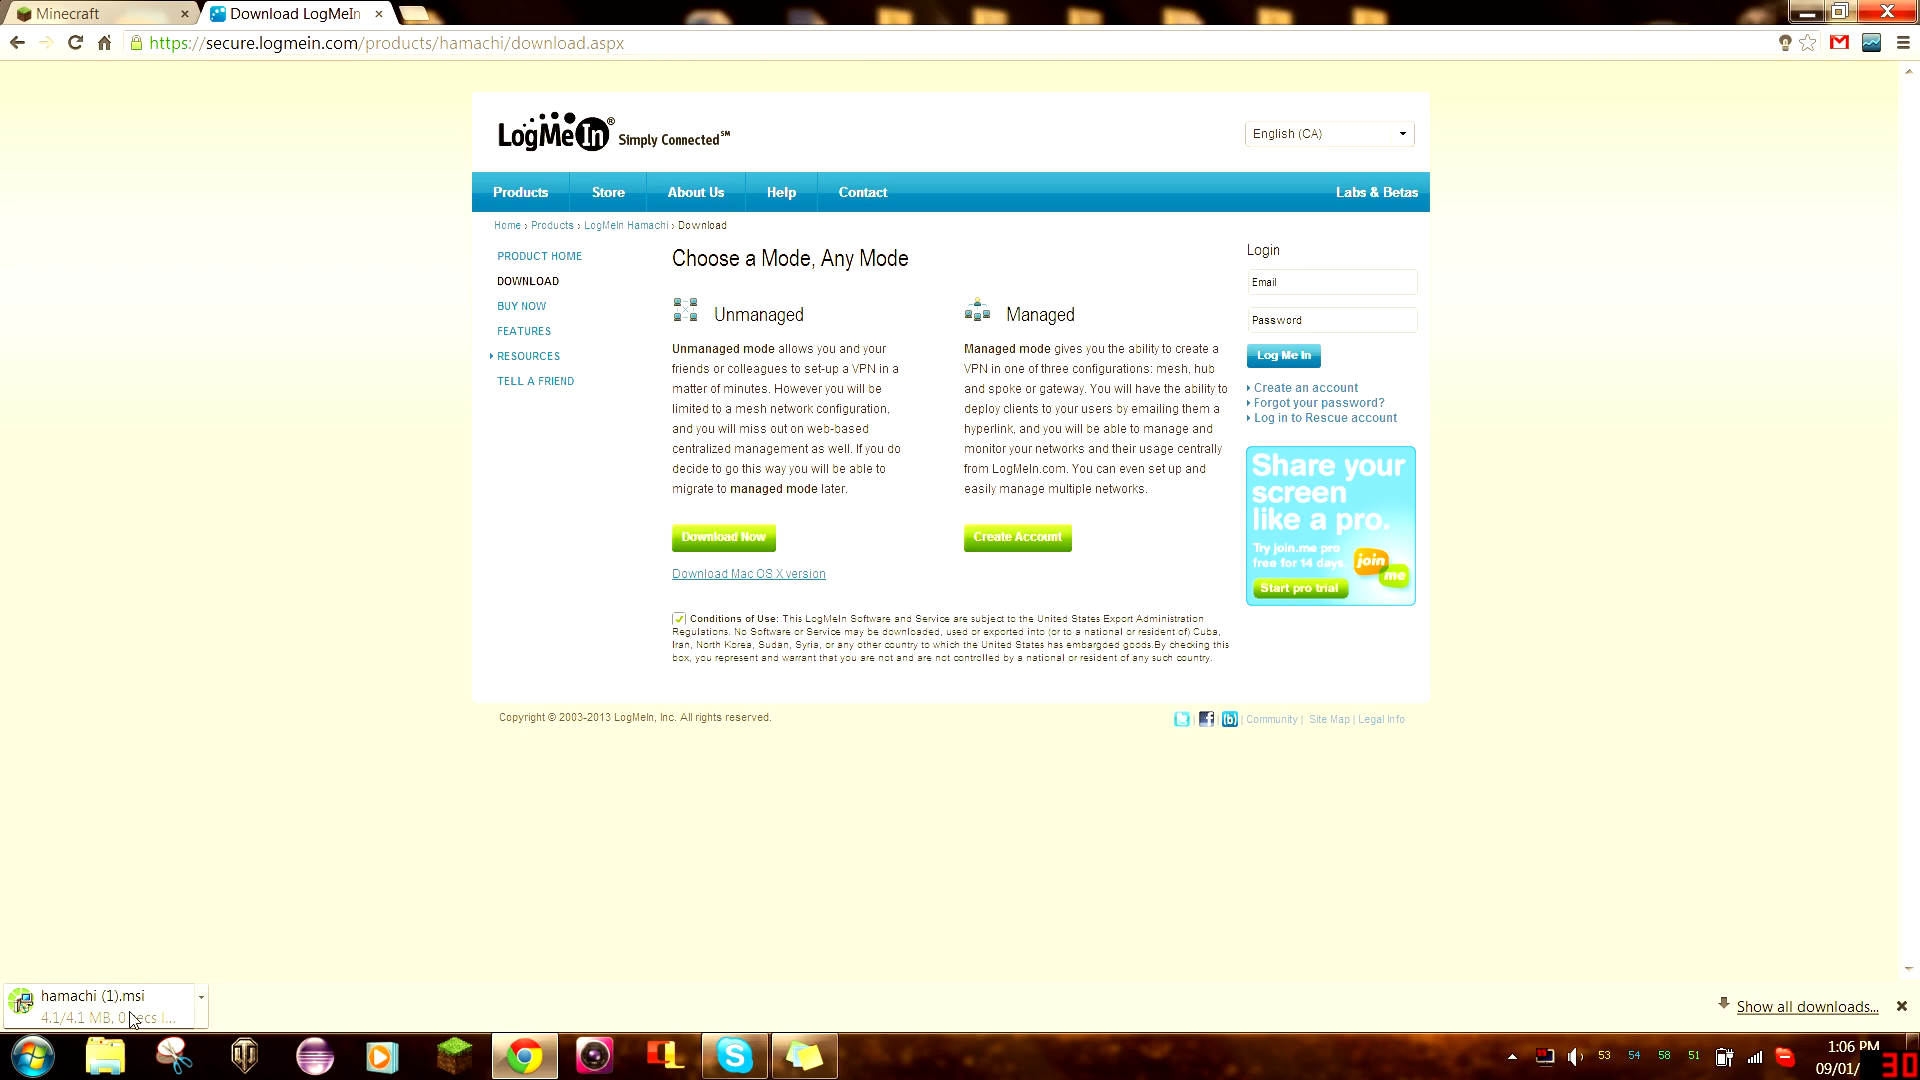 Minecraft
Download LogMeIn
https://secure.logmein.com/products/hamachi/download.aspx
LogMeIn® Simply Connected℠
English (CA)
Products Store About Us Help Contact Labs & Betas
Home › Products › LogMeIn Hamachi › Download
PRODUCT HOME
DOWNLOAD
BUY NOW
FEATURES
RESOURCES
TELL A FRIEND
Choose a Mode, Any Mode
Unmanaged
Unmanaged mode allows you and your
friends or colleagues to set-up a VPN in a
matter of minutes. However you will be
limited to a mesh network configuration,
and you will miss out on web-based
centralized management as well. If you do
decide to go this way you will be able to
migrate to managed mode later.
Download Now
Download Mac OS X version
Managed
Managed mode gives you the ability to create a
VPN in one of three configurations: mesh, hub
and spoke or gateway. You will have the ability to
deploy clients to your users by emailing them a
hyperlink, and you will be able to manage and
monitor your networks and their usage centrally
from LogMeIn.com. You can even set up and
easily manage multiple networks.
Create Account
Conditions of Use: This LogMeIn Software and Service are subject to the United States Export Administration
Regulations. No Software or Service may be downloaded, used or exported into (or to a national or resident of) Cuba,
Iran, North Korea, Sudan, Syria, or any other country to which the United States has embargoed goods.By checking this
box, you represent and warrant that you are not and are not controlled by a national or resident of any such country.
Login
Email
Password
Log Me In
Create an account
Forgot your password?
Log in to Rescue account
Share your
screen
like a pro.
Try join.me pro
free for 14 days.
join
me
Start pro trial
Copyright © 2003-2013 LogMeIn, Inc. All rights reserved.
Community | Site Map | Legal Info
hamachi (1).msi
4.1/4.1 MB, 0
Show all downloads...
53 54 58 51
1:06 PM
09/01/
30